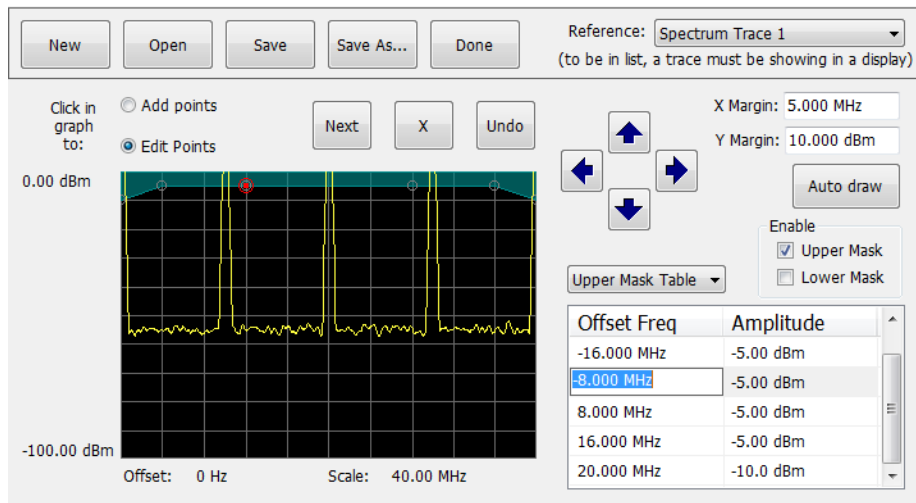 New Open Save Save As... Done
Reference: Spectrum Trace 1
(to be in list, a trace must be showing in a display)
Click in graph to:
Add points
Edit Points
Next X Undo
X Margin: 5.000 MHz
Y Margin: 10.000 dBm
Auto draw
Enable
Upper Mask
Lower Mask
0.00 dBm
-100.00 dBm
Offset: 0 Hz Scale: 40.00 MHz
Upper Mask Table
Offset Freq Amplitude
-16.000 MHz -5.00 dBm
-8.000 MHz -5.00 dBm
8.000 MHz -5.00 dBm
16.000 MHz -5.00 dBm
20.000 MHz -10.0 dBm